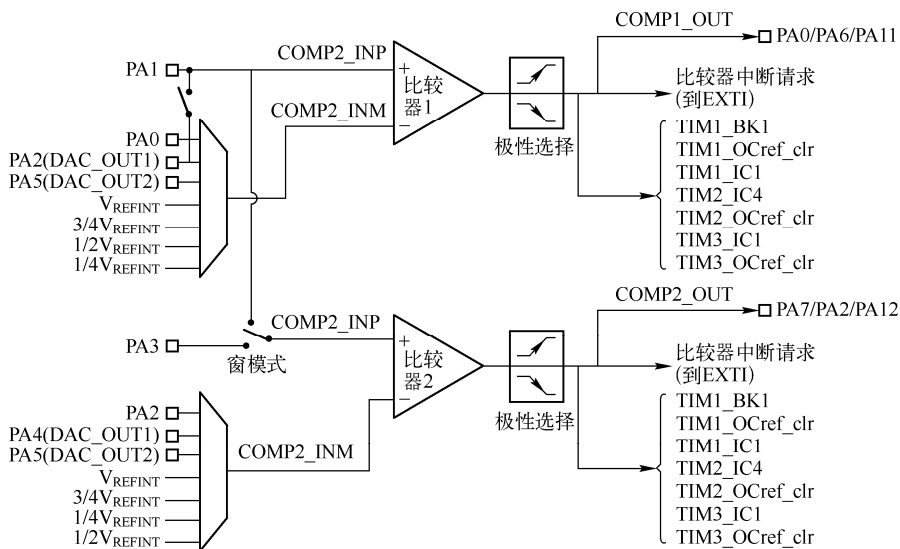 COMP1_OUT
PA0/PA6/PA11
COMP2_INP
PA1
+
比较
器1
−
比较器中断请求
(到EXTI)
COMP2_INM
极性选择
PA0
PA2(DAC_OUT1)
PA5(DAC_OUT2)
VREFINT
3/4VREFINT
1/2VREFINT
1/4VREFINT
TIM1_BK1
TIM1_OCref_clr
TIM1_IC1
TIM2_IC4
TIM2_OCref_clr
TIM3_IC1
TIM3_OCref_clr
COMP2_OUT
PA7/PA2/PA12
COMP2_INP
PA3
窗模式
+
比较
器2
−
比较器中断请求
(到EXTI)
极性选择
PA2
PA4(DAC_OUT1)
PA5(DAC_OUT2)
COMP2_INM
VREFINT
3/4VREFINT
1/4VREFINT
1/2VREFINT
TIM1_BK1
TIM1_OCref_clr
TIM1_IC1
TIM2_IC4
TIM2_OCref_clr
TIM3_IC1
TIM3_OCref_clr